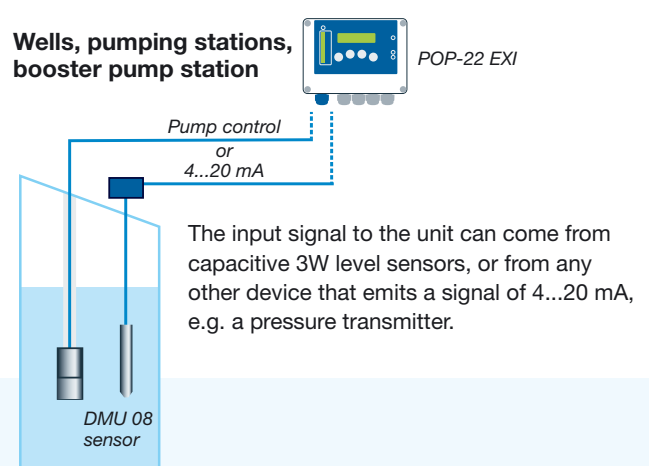 Wells, pumping stations,
booster pump station
POP-22 EXI
Pump control
or
4...20 mA
The input signal to the unit can come from
capacitive 3W level sensors, or from any
other device that emits a signal of 4...20 mA,
e.g. a pressure transmitter.
DMU 08
sensor